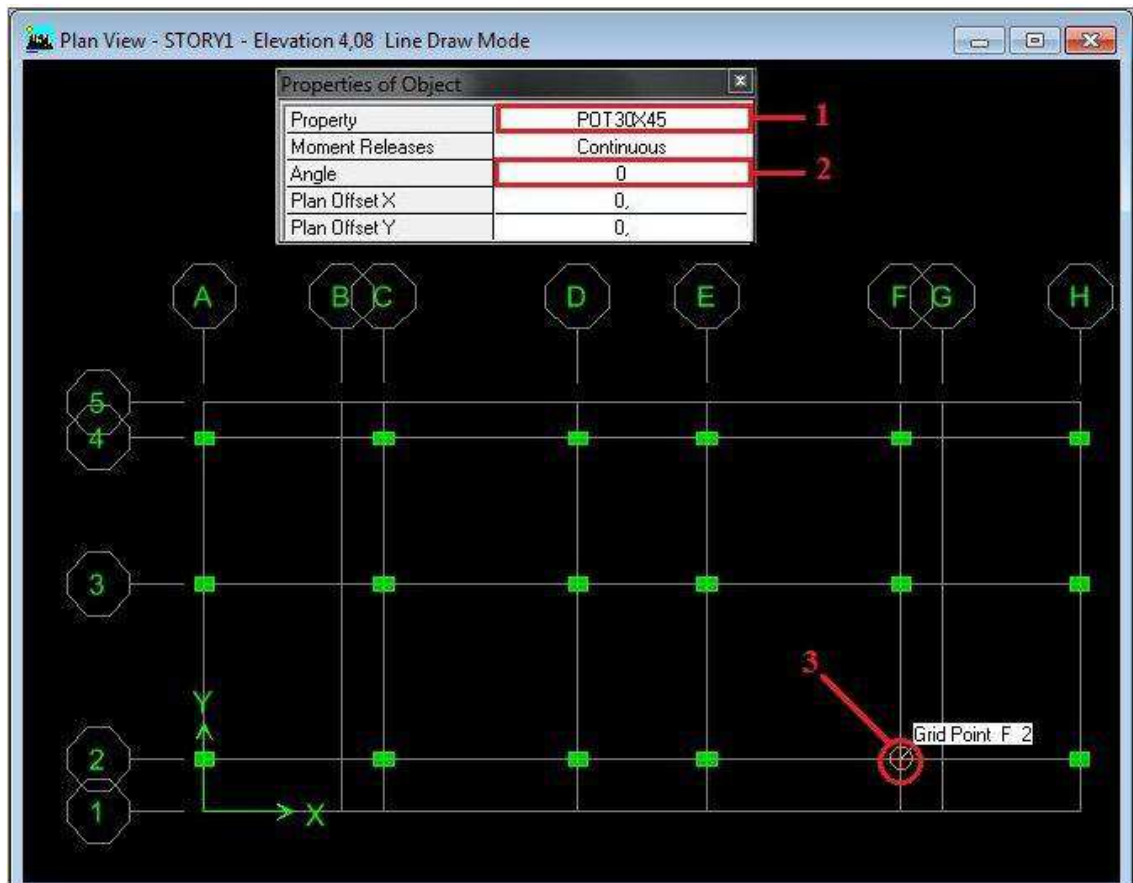 Plan View - STORY1 - Elevation 4,08 Line Draw Mode
Properties of Object
Property POT30X45 1
Moment Releases Continuous
Angle 0 2
Plan Offset X 0,
Plan Offset Y 0,
A B C D E F G H
5
4
3
3
Y
Grid Point F 2
2
1
X